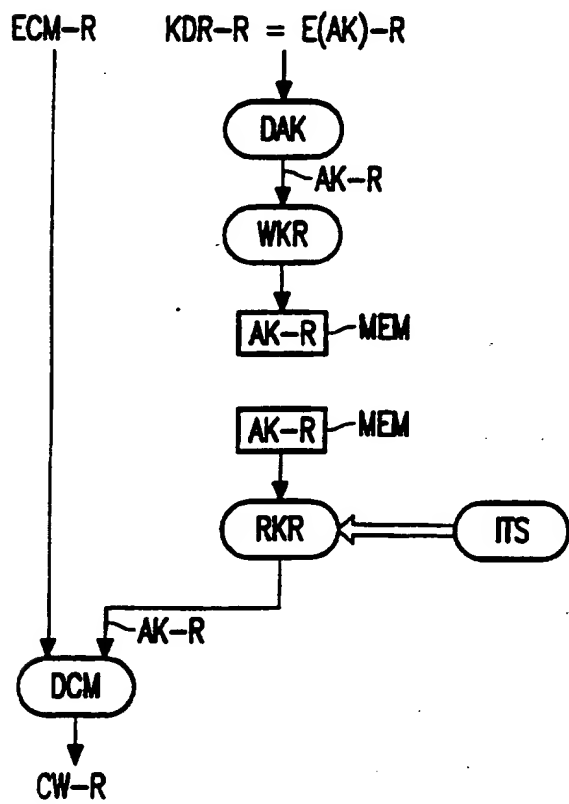 ECM-R KDR-R = E(AK)-R
DAK
AK-R
WKR
AK-R MEM
AK-R MEM
RKR ITS
AK-R
DCM
CW-R